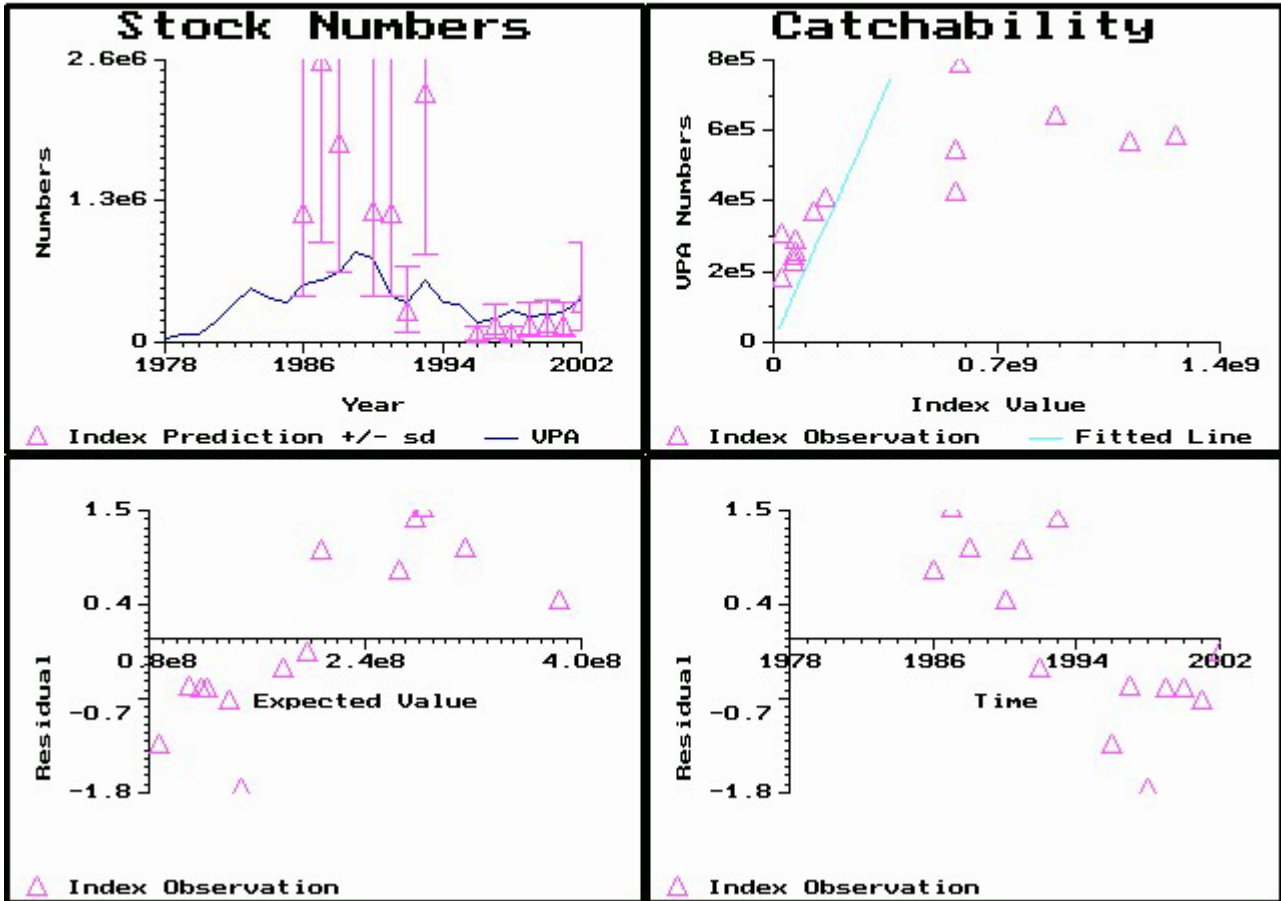 Stock Numbers
2.6e6
1.3e6
0
Numbers
1978 1986 1994 2002
Year
Index Prediction +/- sd VPA
Catchability
8e5
6e5
4e5
2e5
0
VPA Numbers
0 0.7e9 1.4e9
Index Value
Index Observation Fitted Line
1.5
0.4
-0.7
-1.8
Residual
0.8e8 2.4e8 4.0e8
Expected Value
Index Observation
1.5
0.4
-0.7
-1.8
Residual
1978 1986 1994 2002
Time
Index Observation